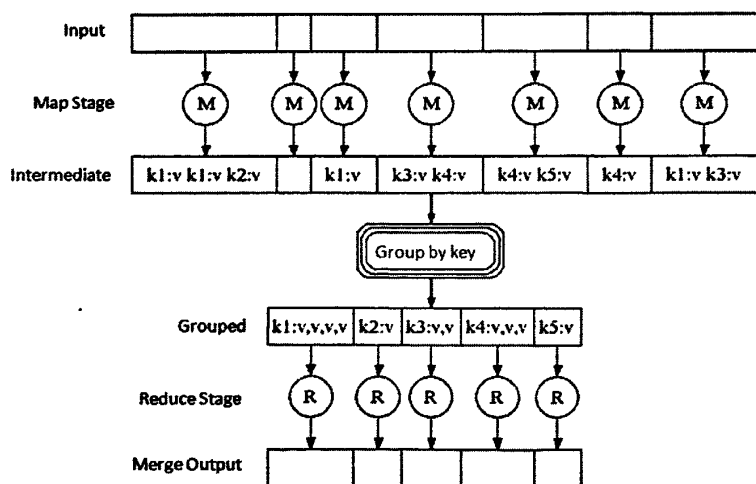 Input
Map Stage M M M M M M M
Intermediate k1:v k1:v k2:v k1:v k3:v k4:v k4:v k5:v k4:v k1:v k3:v
Group by key
Grouped k1:v,v,v,v k2:v k3:v,v k4:v,v,v k5:v
Reduce Stage R R R R R
Merge Output